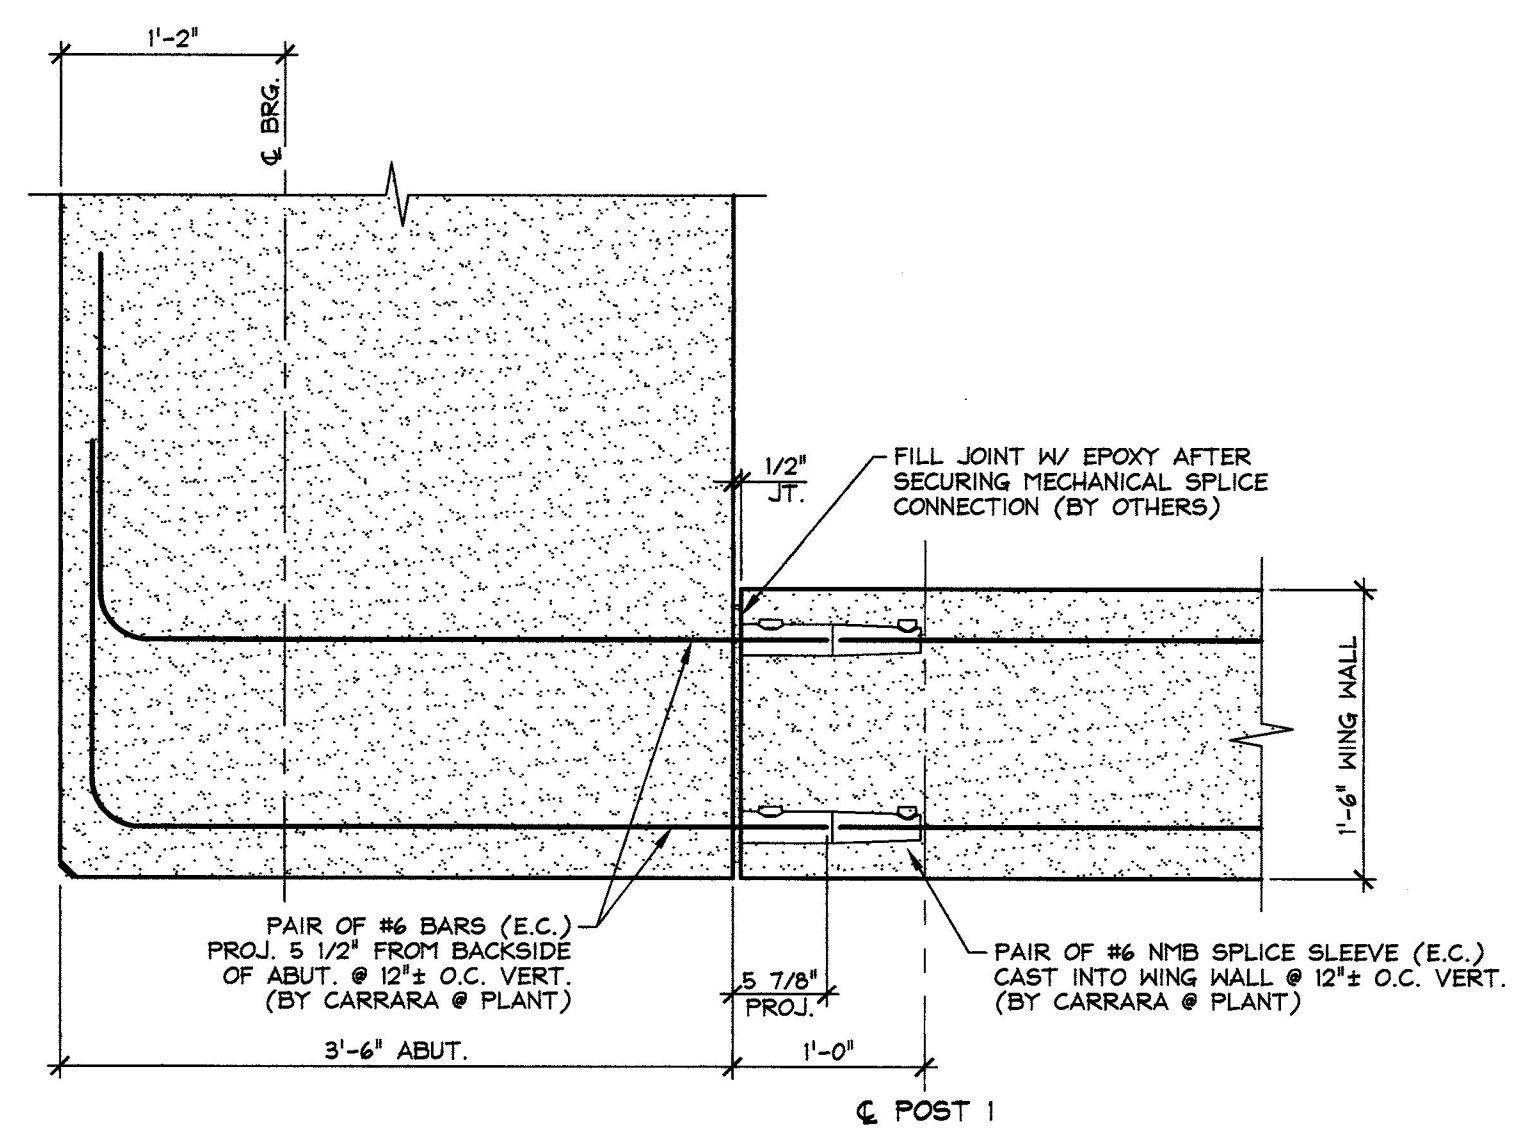 1'-2"
℄ BRG.
1/2"
JT.
FILL JOINT W/ EPOXY AFTER
SECURING MECHANICAL SPLICE
CONNECTION (BY OTHERS)
1'-6" WING WALL
PAIR OF #6 BARS (E.C.)
PROJ. 5 1/2" FROM BACKSIDE
OF ABUT. @ 12"± O.C. VERT.
(BY CARRARA @ PLANT)
5 7/8"
PROJ.
PAIR OF #6 NMB SPLICE SLEEVE (E.C.)
CAST INTO WING WALL @ 12"± O.C. VERT.
(BY CARRARA @ PLANT)
3'-6" ABUT.
1'-0"
℄ POST 1